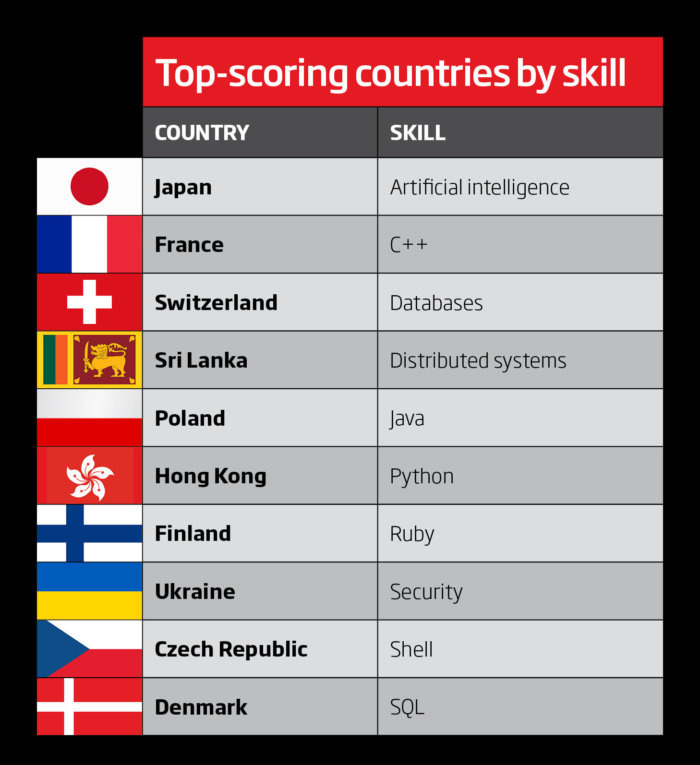 Top-scoring countries by skill
COUNTRY SKILL
Japan Artificial intelligence
France C++
Switzerland Databases
Sri Lanka Distributed systems
Poland Java
Hong Kong Python
Finland Ruby
Ukraine Security
Czech Republic Shell
Denmark SQL